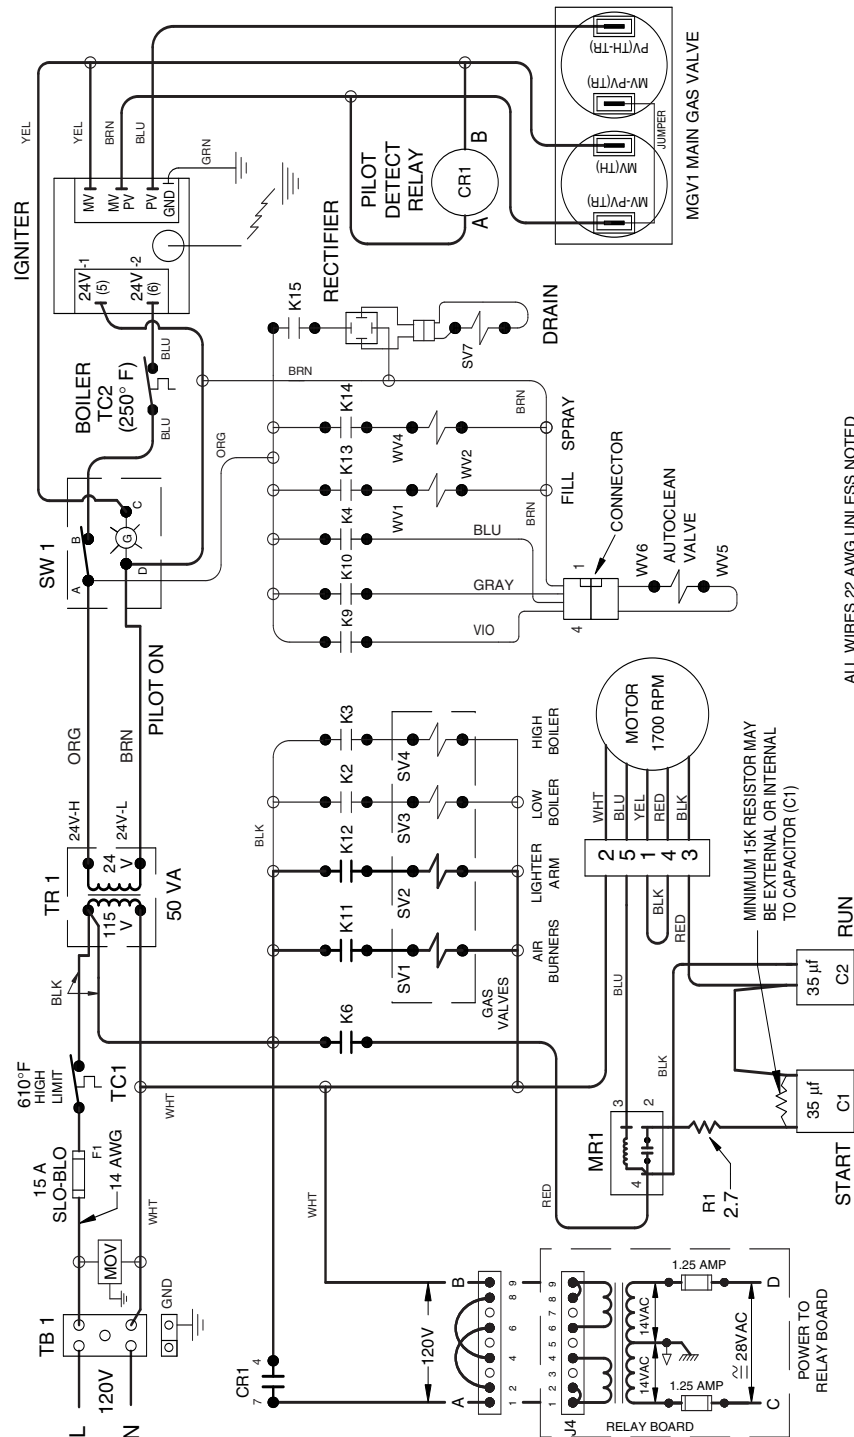 L
N
120V
TB 1
GND
MOV
15 A
SLO-BLO
F1
14 AWG
WHT
610°F
HIGH
LIMIT
TC1
WHT
BLK
TR 1
115
V
24
V
50 VA
24V-H
24V-L
ORG
BRN
PILOT ON
SW 1
A
B
C
D
G
ORG
BOILER
TC2
(250° F)
BLU
BLU
IGNITER
24V-1
(5)
24V-2
(6)
MV
MV
PV
PV
GND
GRN
YEL
YEL
BRN
BLU
PILOT
DETECT
RELAY
CR1
A
B
MV-PV(TR)
MV(TH)
MV-PV(TR)
PV(TH-TR)
JUMPER
MGV1 MAIN GAS VALVE
CR1
7
4
BLK
K6
K11
K12
K2
K3
SV1
SV2
SV3
SV4
GAS
VALVES
AIR
BURNERS
LIGHTER
ARM
LOW
BOILER
HIGH
BOILER
K9
K10
K4
K13
K14
K15
BRN
RECTIFIER
WV1
WV2
WV4
SV7
DRAIN
VIO
GRAY
BLU
BRN
BRN
FILL
SPRAY
4
1
CONNECTOR
WV6
WV5
AUTOCLEAN
VALVE
WHT
RED
120V
A
B
1
2
3
4
5
6
7
8
9
J4
RELAY BOARD
14VAC
14VAC
1.25 AMP
1.25 AMP
≅28VAC
C
D
POWER TO
RELAY BOARD
MR1
3
2
4
R1
2.7
BLU
BLK
RED
BLK
2
5
1
4
3
WHT
BLU
YEL
RED
BLK
MOTOR
1700 RPM
MINIMUM 15K RESISTOR MAY
BE EXTERNAL OR INTERNAL
TO CAPACITOR (C1)
35 µf
C1
START
35 µf
C2
RUN
ALL WIRES 22 AWG UNLESS NOTED